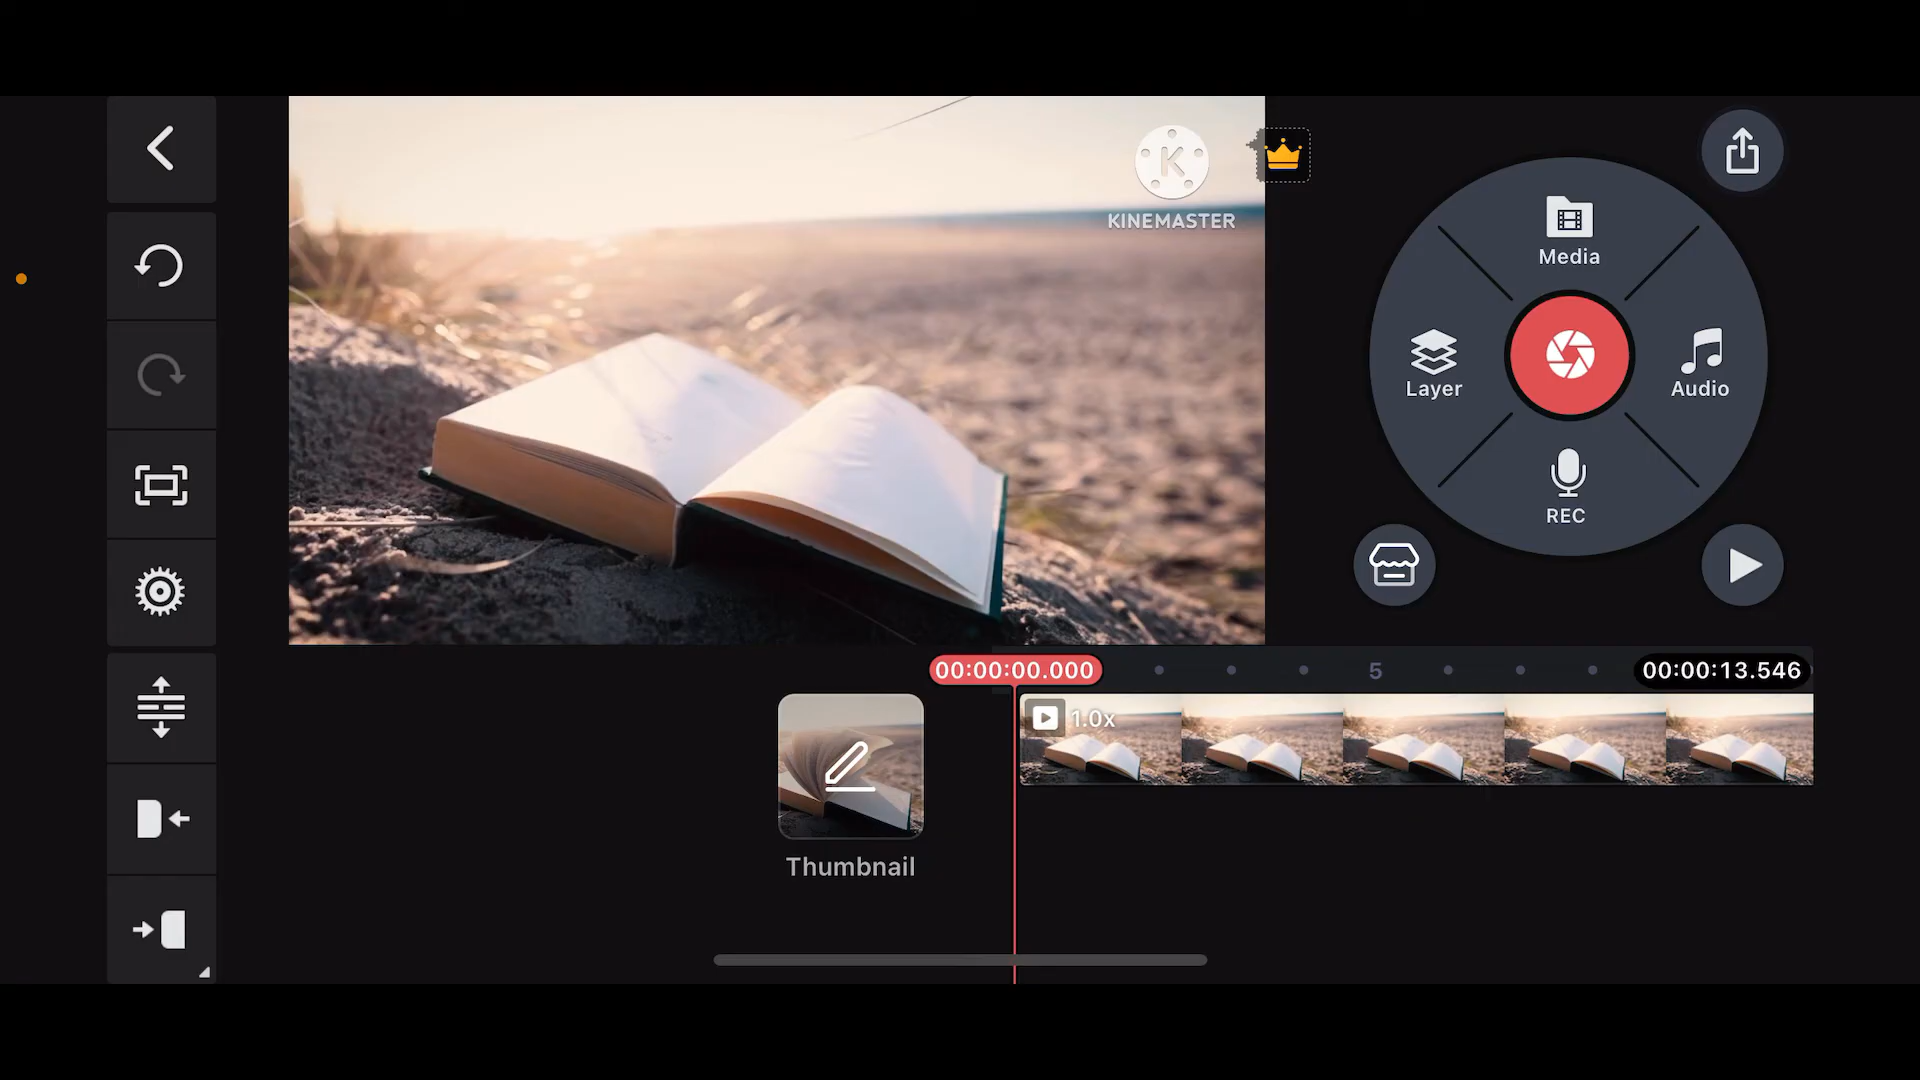 K
KINEMASTER
Media
Layer
Audio
REC
00:00:00.000
5
00:00:13.546
1.0x
Thumbnail